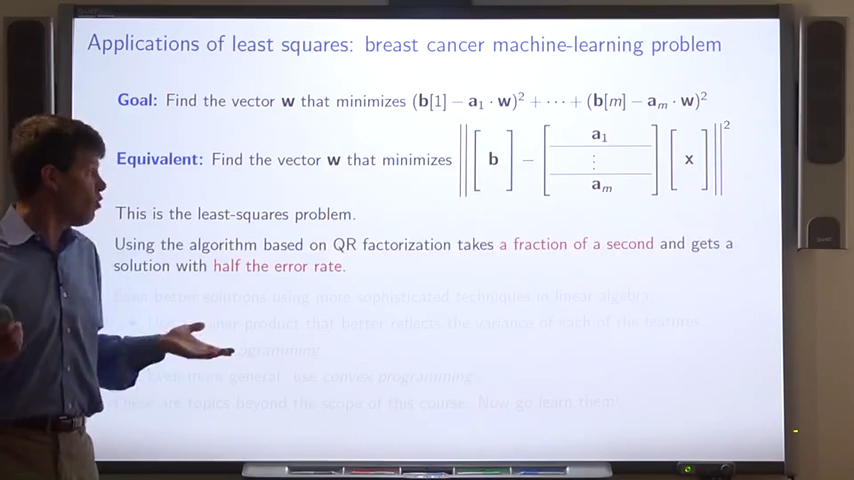 Applications of least squares: breast cancer machine-learning problem
Goal: Find the vector w that minimizes (b[1] − a₁ · w)² + ··· + (b[m] − aₘ · w)²
Equivalent: Find the vector w that minimizes ‖[ b ] − [ a₁ ⋮ aₘ ] [ x ]‖²
This is the least-squares problem.
Using the algorithm based on QR factorization takes a fraction of a second and gets a
solution with half the error rate.
Even better solutions using more sophisticated techniques in linear algebra:
product that better reflects the variance of each of the features.
programming
Even more general: use convex programming
These are topics beyond the scope of this course. Now go learn them!